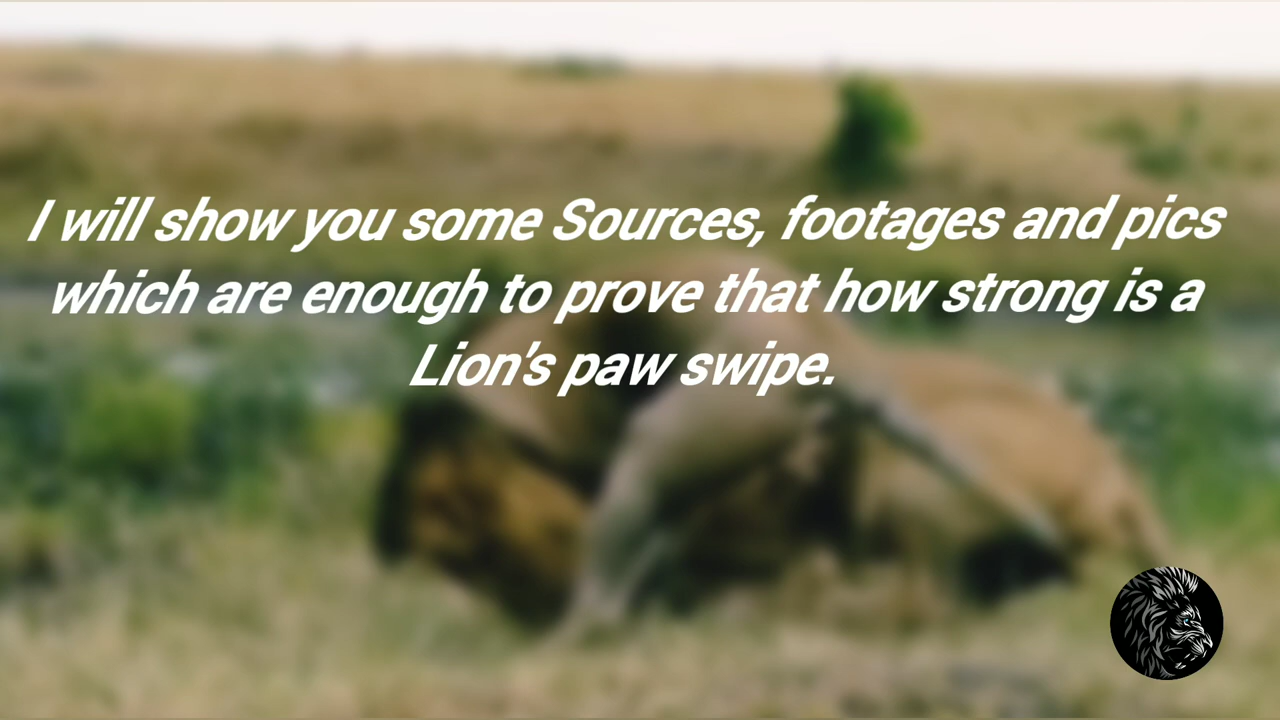 I will show you some Sources, footages and pics
which are enough to prove that how strong is a
Lion's paw swipe.